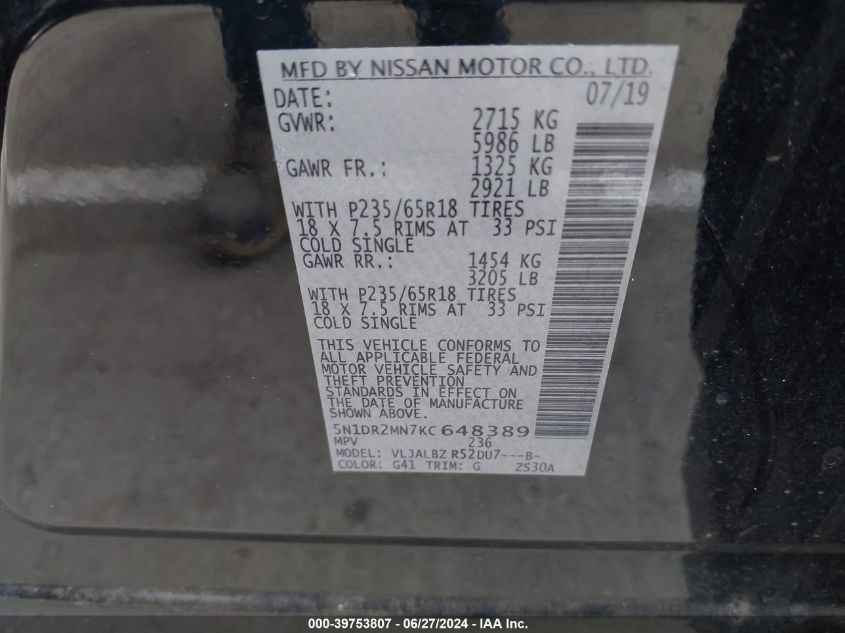 MFD BY NISSAN MOTOR CO., LTD.
DATE: 07/19
GVWR: 2715 KG
5986 LB
GAWR FR.: 1325 KG
2921 LB
WITH P235/65R18 TIRES
18 X 7.5 RIMS AT 33 PSI
COLD SINGLE
GAWR RR.: 1454 KG
3205 LB
WITH P235/65R18 TIRES
18 X 7.5 RIMS AT 33 PSI
COLD SINGLE
THIS VEHICLE CONFORMS TO
ALL APPLICABLE FEDERAL
MOTOR VEHICLE SAFETY AND
THEFT PREVENTION
STANDARDS IN EFFECT ON
THE DATE OF MANUFACTURE
SHOWN ABOVE.
5N1DR2MN7KC648389
MPV 236
MODEL: VLJALBZ R52DU7---B-
COLOR: G41 TRIM: G ZS30A
000-39753807 - 06/27/2024 - IAA Inc.